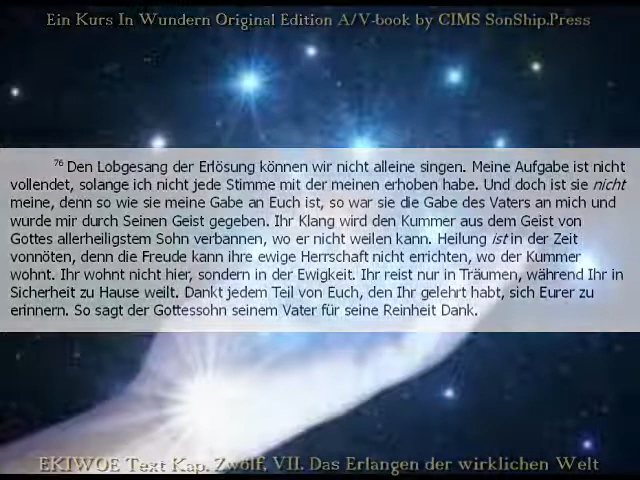 Ein Kurs In Wundern Original Edition A/V-book by CIMS SonShip.Press
76 Den Lobgesang der Erlösung können wir nicht alleine singen. Meine Aufgabe ist nicht
vollendet, solange ich nicht jede Stimme mit der meinen erhoben habe. Und doch ist sie nicht
meine, denn so wie sie meine Gabe an Euch ist, so war sie die Gabe des Vaters an mich und
wurde mir durch Seinen Geist gegeben. Ihr Klang wird den Kummer aus dem Geist von
Gottes allerheiligstem Sohn verbannen, wo er nicht weilen kann. Heilung ist in der Zeit
vonnöten, denn die Freude kann ihre ewige Herrschaft nicht errichten, wo der Kummer
wohnt. Ihr wohnt nicht hier, sondern in der Ewigkeit. Ihr reist nur in Träumen, während Ihr in
Sicherheit zu Hause weilt. Dankt jedem Teil von Euch, den Ihr gelehrt habt, sich Eurer zu
erinnern. So sagt der Gottessohn seinem Vater für seine Reinheit Dank.
EKIWOE Text Kap. Zwölf, VII. Das Erlangen der wirklichen Welt